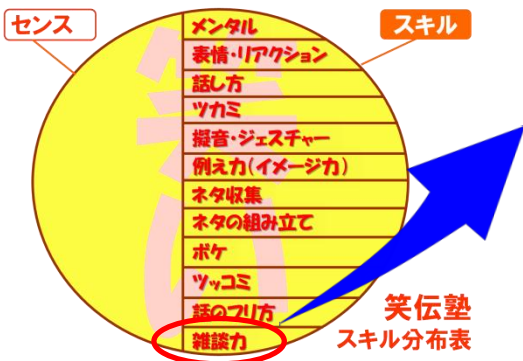 センス
スキル
メンタル
表情・リアクション
話し方
ツカミ
擬音・ジェスチャー
例え力(イメージ力)
ネタ収集
ネタの組み立て
ボケ
ツッコミ
話のフリ方
雑談力
笑い
笑伝塾
スキル分布表